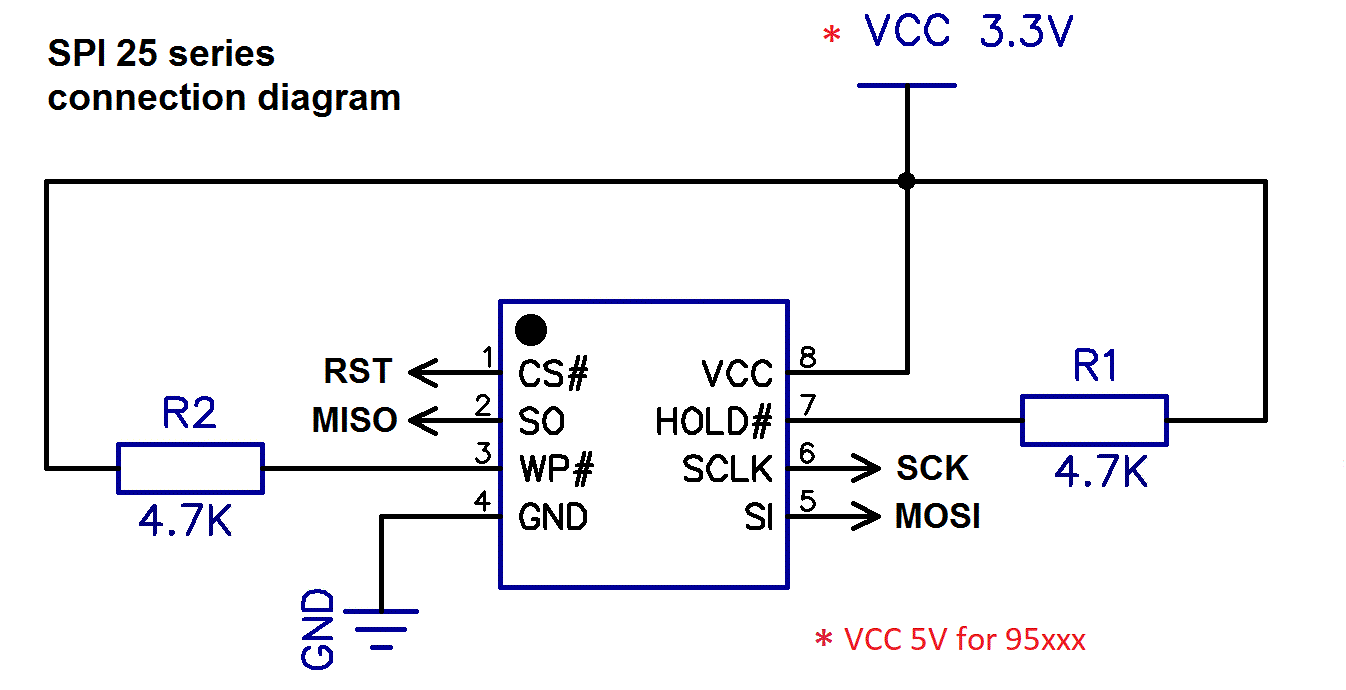 SPI 25 series
connection diagram
* VCC 3.3V
RST
1
CS#
VCC
8
R1
MISO
2
SO
HOLD#
7
R2
3
WP#
SCLK
6
SCK
4.7K
4
GND
SI
5
MOSI
4.7K
GND
* VCC 5V for 95xxx